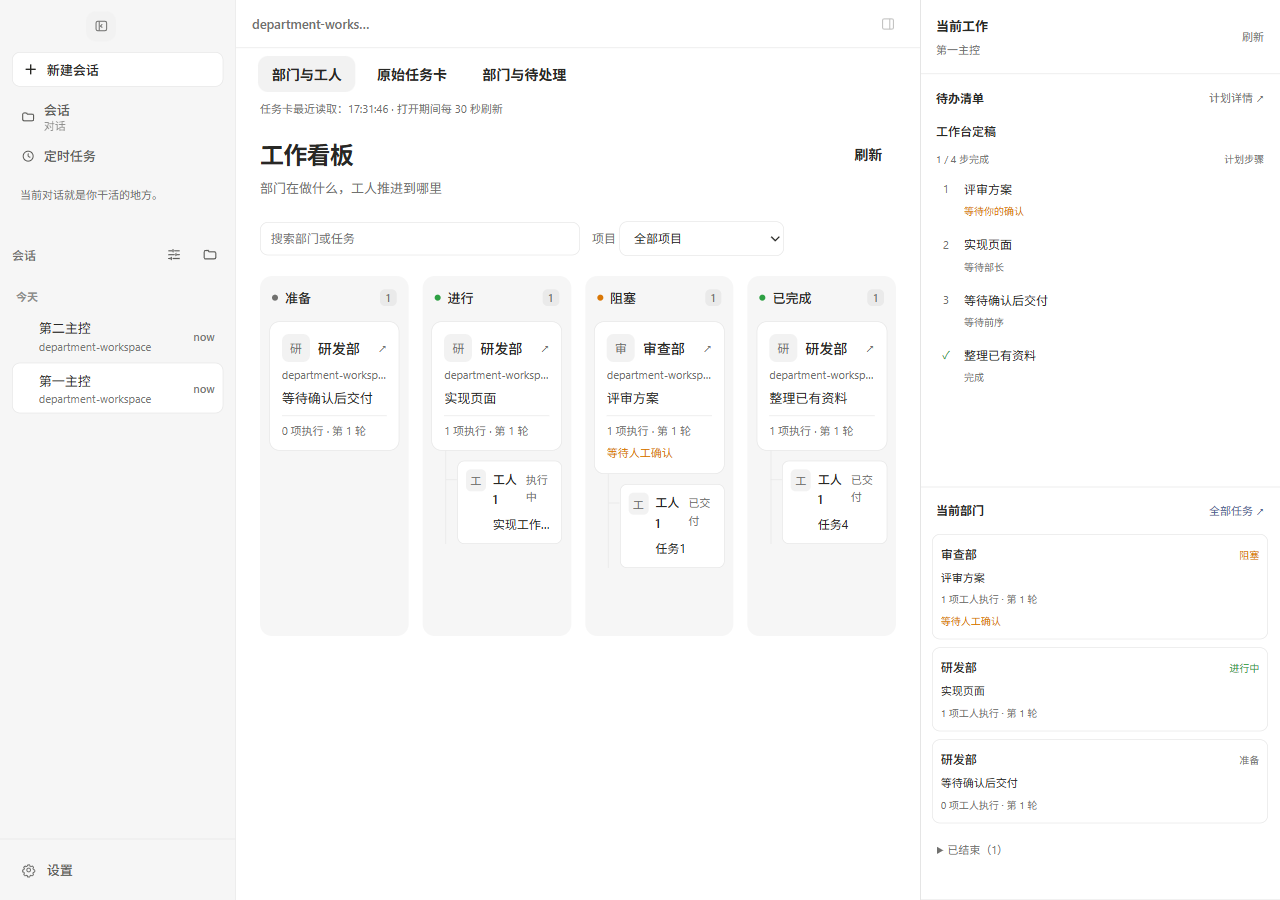 新建会话
会话
对话
定时任务
当前对话就是你干活的地方。
会话
今天
第二主控
department-workspace
now
第一主控
department-workspace
now
设置
department-works...
部门与工人
原始任务卡
部门与待处理
任务卡最近读取：17:31:46 · 打开期间每 30 秒刷新
工作看板
刷新
部门在做什么，工人推进到哪里
搜索部门或任务
项目
全部项目
准备
1
研
研发部
↗
department-worksp...
等待确认后交付
0 项执行 · 第 1 轮
进行
1
研
研发部
↗
department-worksp...
实现页面
1 项执行 · 第 1 轮
工
工人
1
执行
中
实现工作...
阻塞
1
审
审查部
↗
department-worksp...
评审方案
1 项执行 · 第 1 轮
等待人工确认
工
工人
1
已交
付
任务1
已完成
1
研
研发部
↗
department-worksp...
整理已有资料
1 项执行 · 第 1 轮
工
工人
1
已交
付
任务4
当前工作
第一主控
刷新
待办清单
计划详情 ↗
工作台定稿
1 / 4 步完成
计划步骤
1 评审方案
等待你的确认
2 实现页面
等待部长
3 等待确认后交付
等待前序
✓ 整理已有资料
完成
当前部门
全部任务 ↗
审查部
阻塞
评审方案
1 项工人执行 · 第 1 轮
等待人工确认
研发部
进行中
实现页面
1 项工人执行 · 第 1 轮
研发部
准备
等待确认后交付
0 项工人执行 · 第 1 轮
▶ 已结束（1）